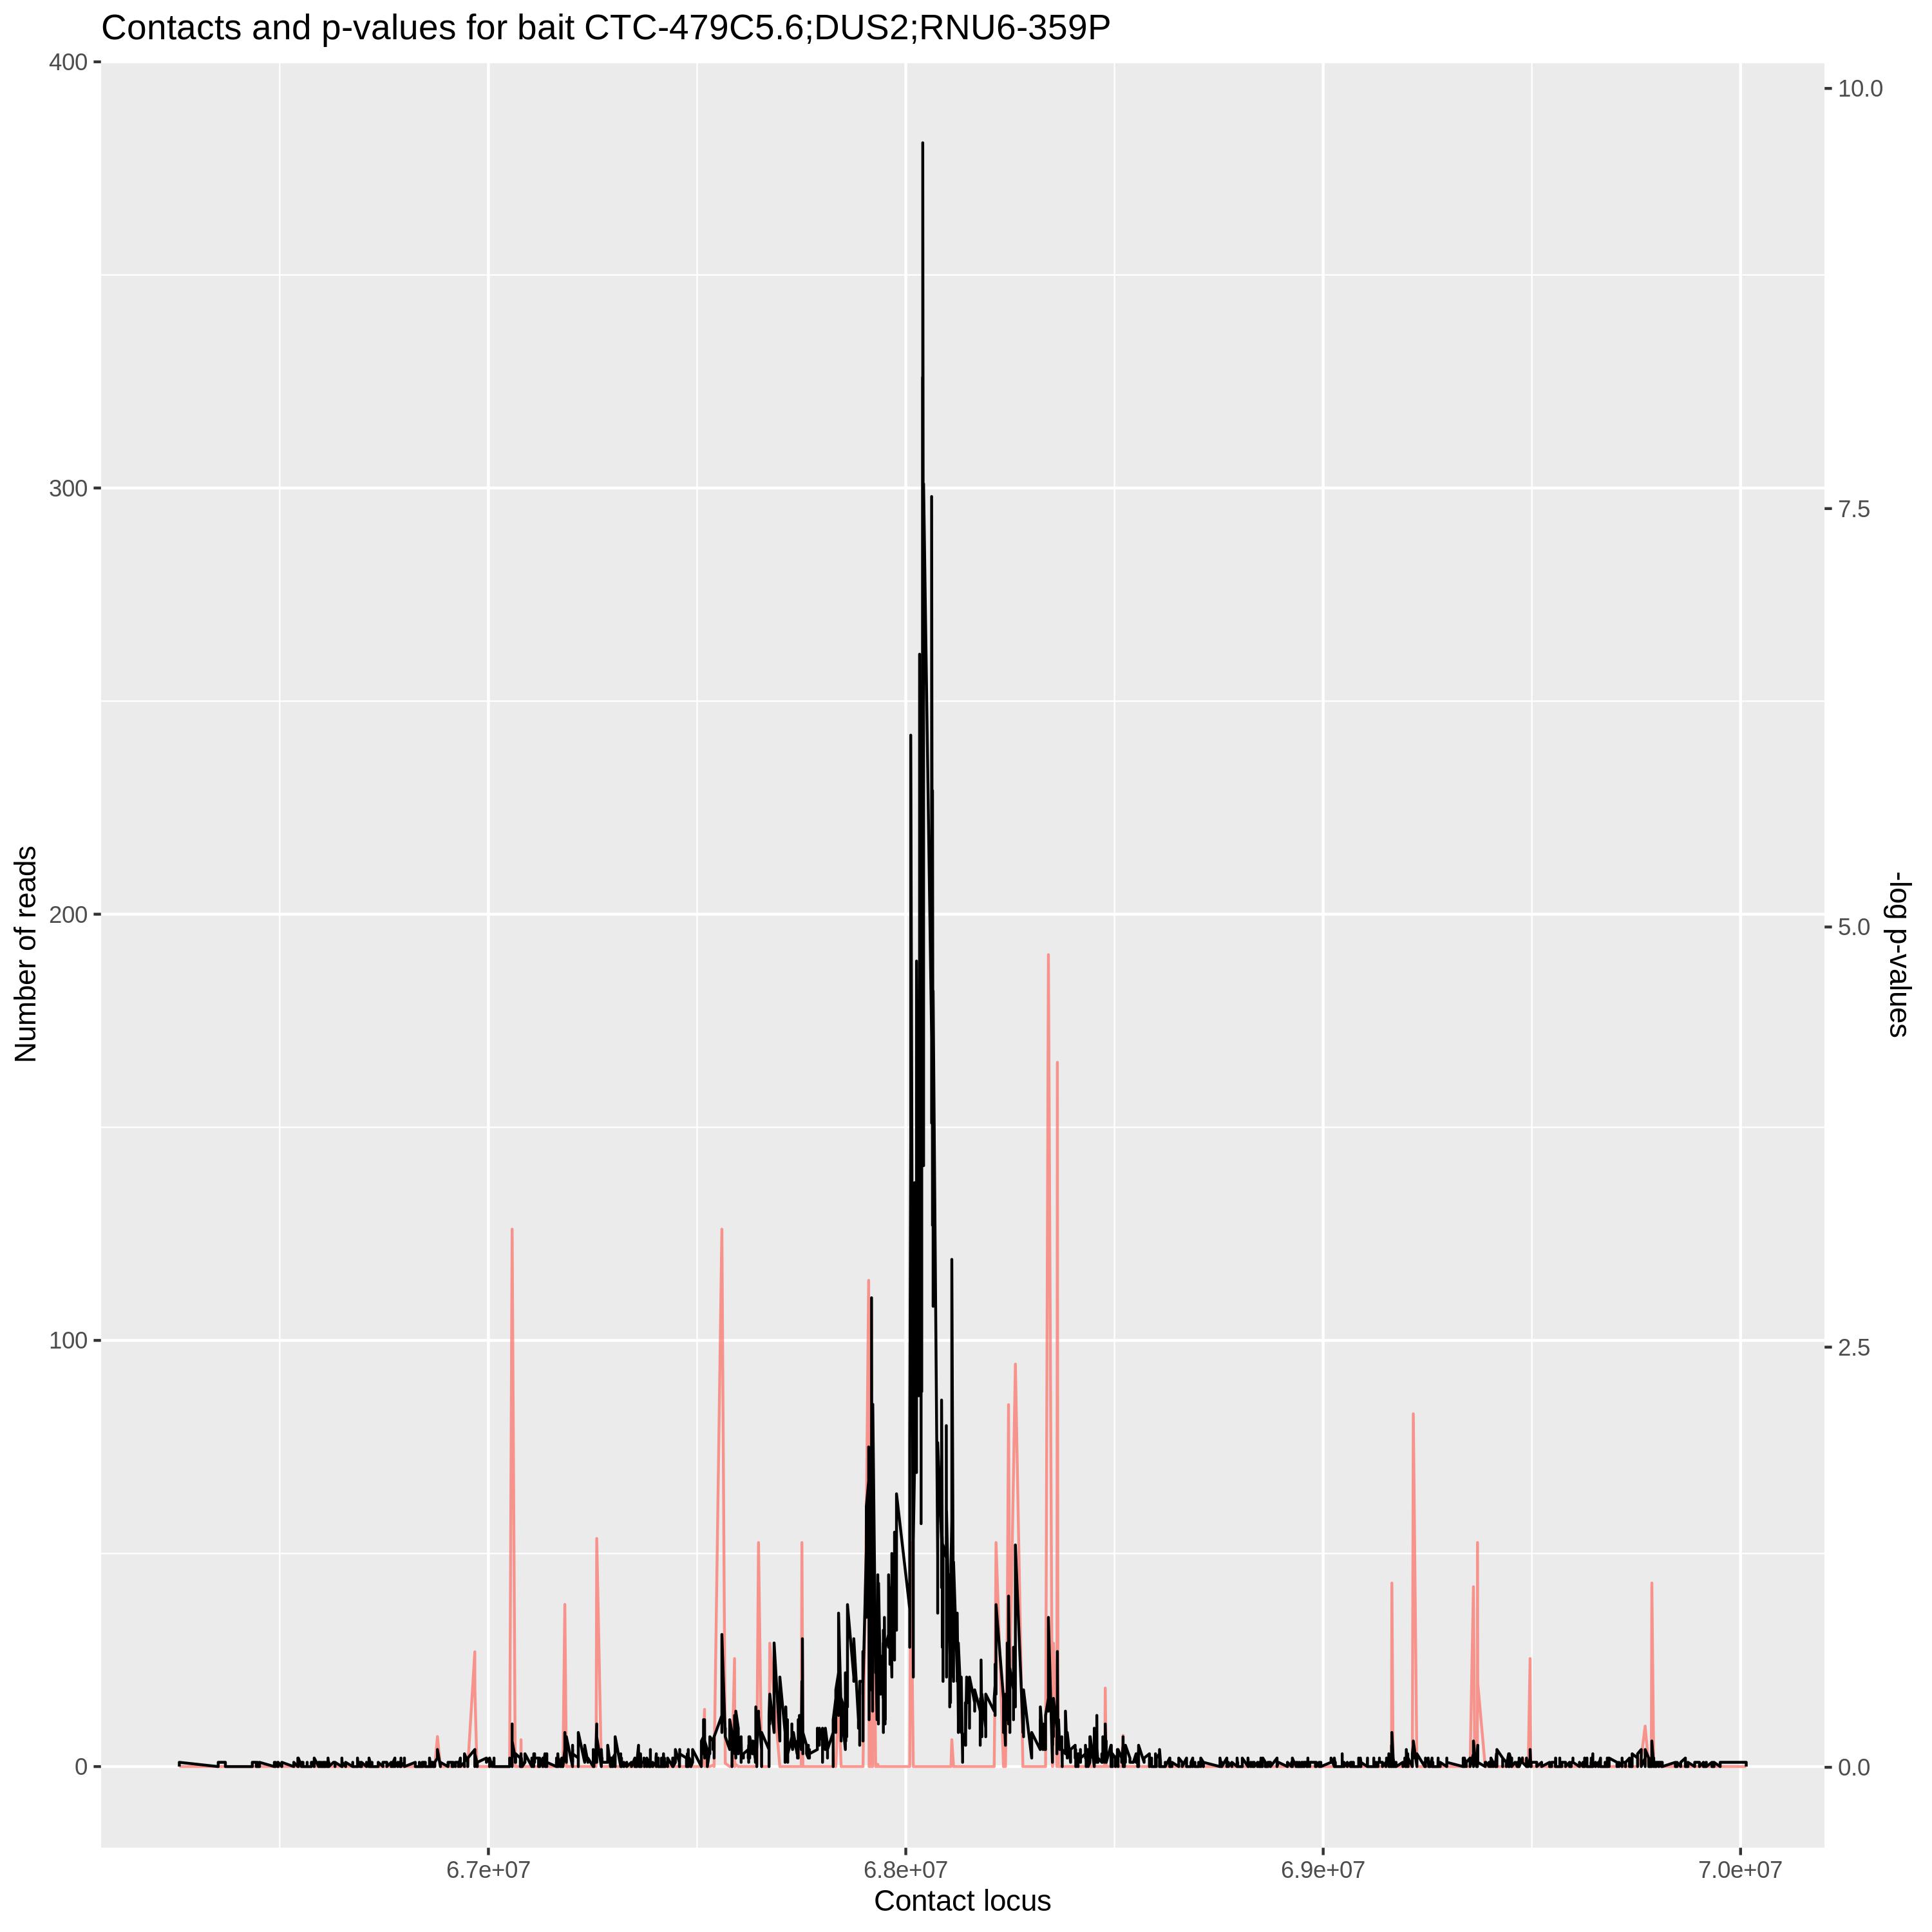 Contacts and p-values for bait CTC-479C5.6;DUS2;RNU6-359P
400
300
200
100
0
Number of reads
10.0
7.5
5.0
2.5
0.0
-log p-values
6.7e+07
6.8e+07
6.9e+07
7.0e+07
Contact locus